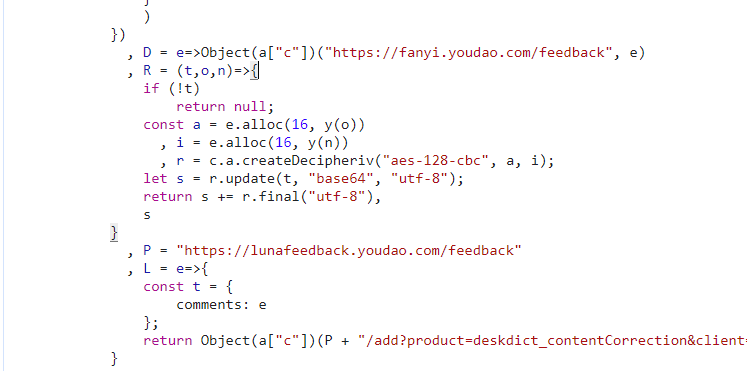 )
})
, D = e=>Object(a["c"])("https://fanyi.youdao.com/feedback", e)
, R = (t,o,n)=>{
if (!t)
return null;
const a = e.alloc(16, y(o))
, i = e.alloc(16, y(n))
, r = c.a.createDecipheriv("aes-128-cbc", a, i);
let s = r.update(t, "base64", "utf-8");
return s += r.final("utf-8"),
s
}
, P = "https://lunafeedback.youdao.com/feedback"
, L = e=>{
const t = {
comments: e
};
return Object(a["c"])(P + "/add?product=deskdict_contentCorrection&client=
}